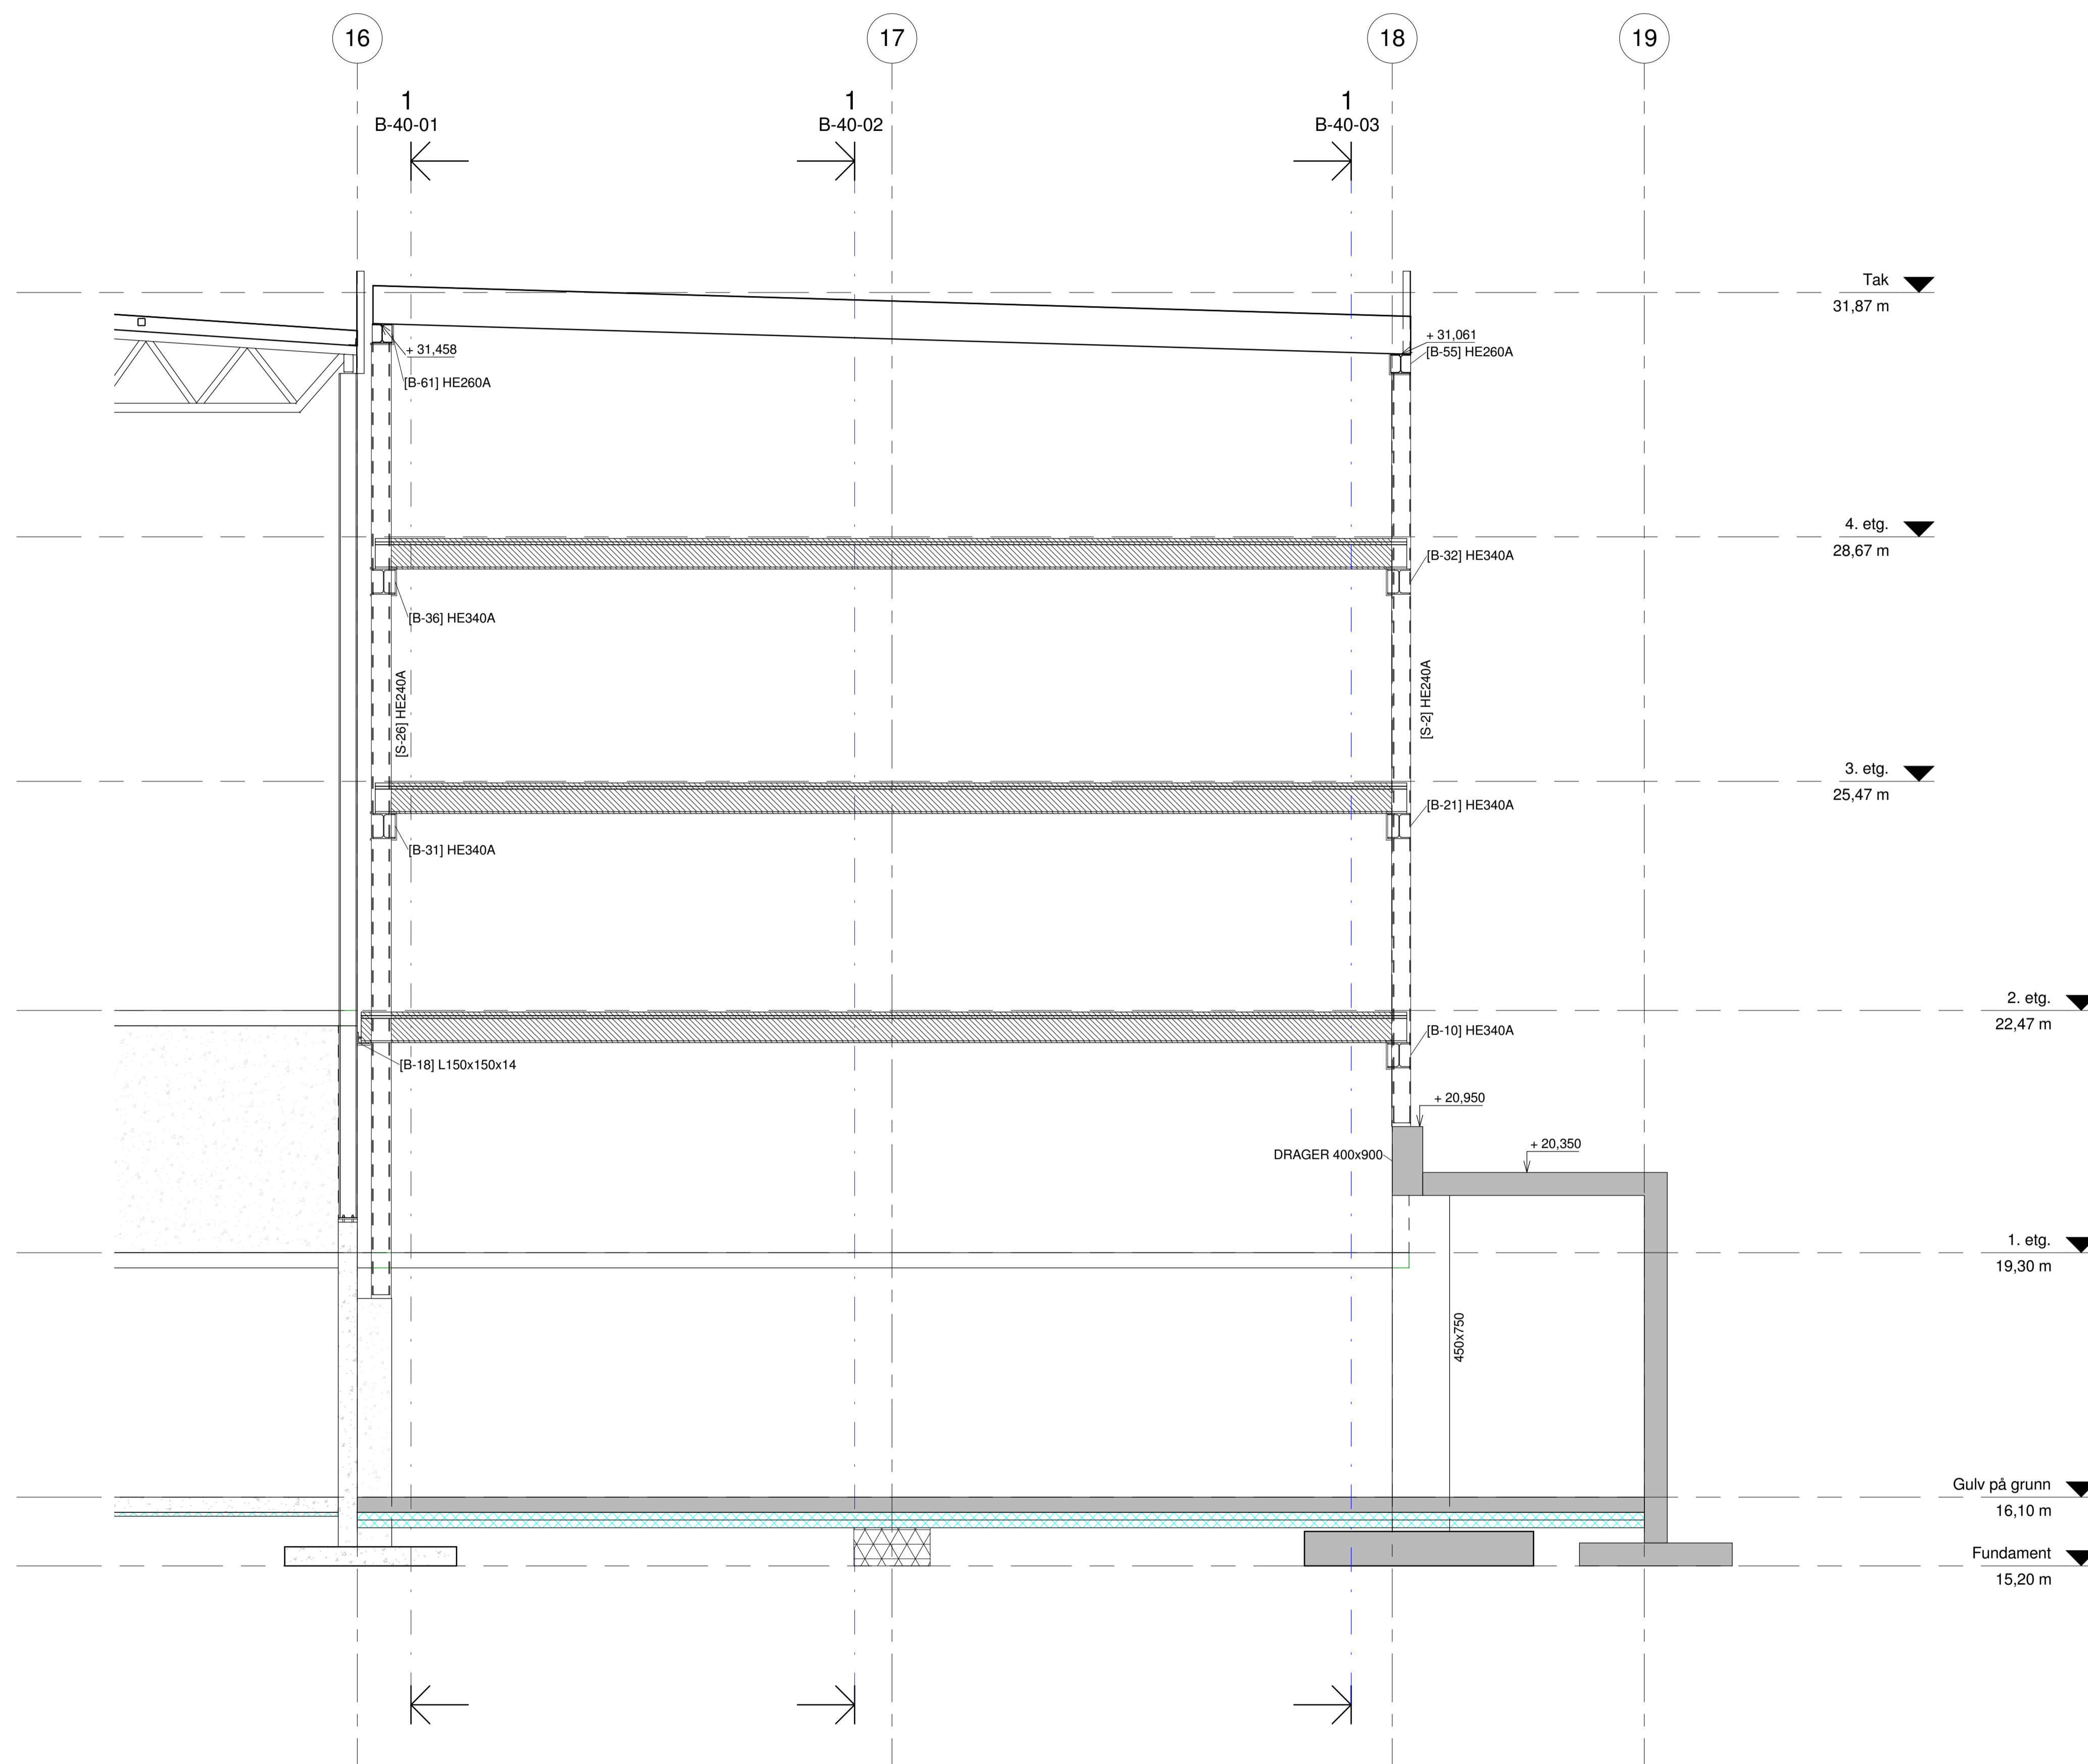 16
17
18
19
1
B-40-01
1
B-40-02
1
B-40-03
Tak
31,87 m
+ 31,458
+ 31,061
[B-55] HE260A
[B-61] HE260A
4. etg.
28,67 m
[B-32] HE340A
[B-36] HE340A
[S-26] HE240A
[S-2] HE240A
3. etg.
25,47 m
[B-21] HE340A
[B-31] HE340A
2. etg.
22,47 m
[B-10] HE340A
[B-18] L150x150x14
+ 20,950
DRAGER 400x900
+ 20,350
1. etg.
19,30 m
450x750
Gulv på grunn
16,10 m
Fundament
15,20 m